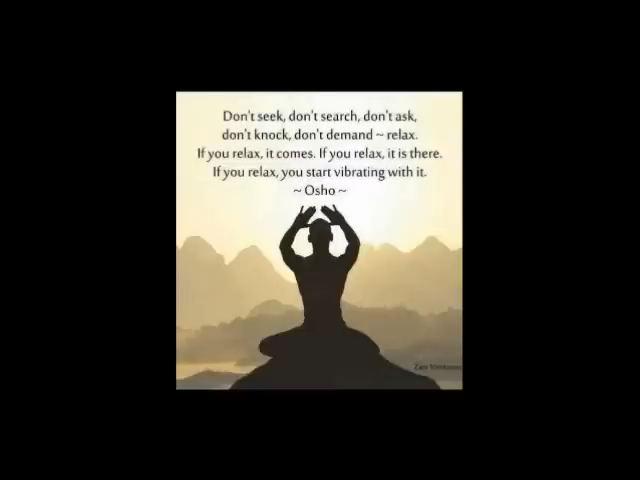 Don't seek, don't search, don't ask,
don't knock, don't demand ~ relax.
If you relax, it comes. If you relax, it is there.
If you relax, you start vibrating with it.
~ Osho ~